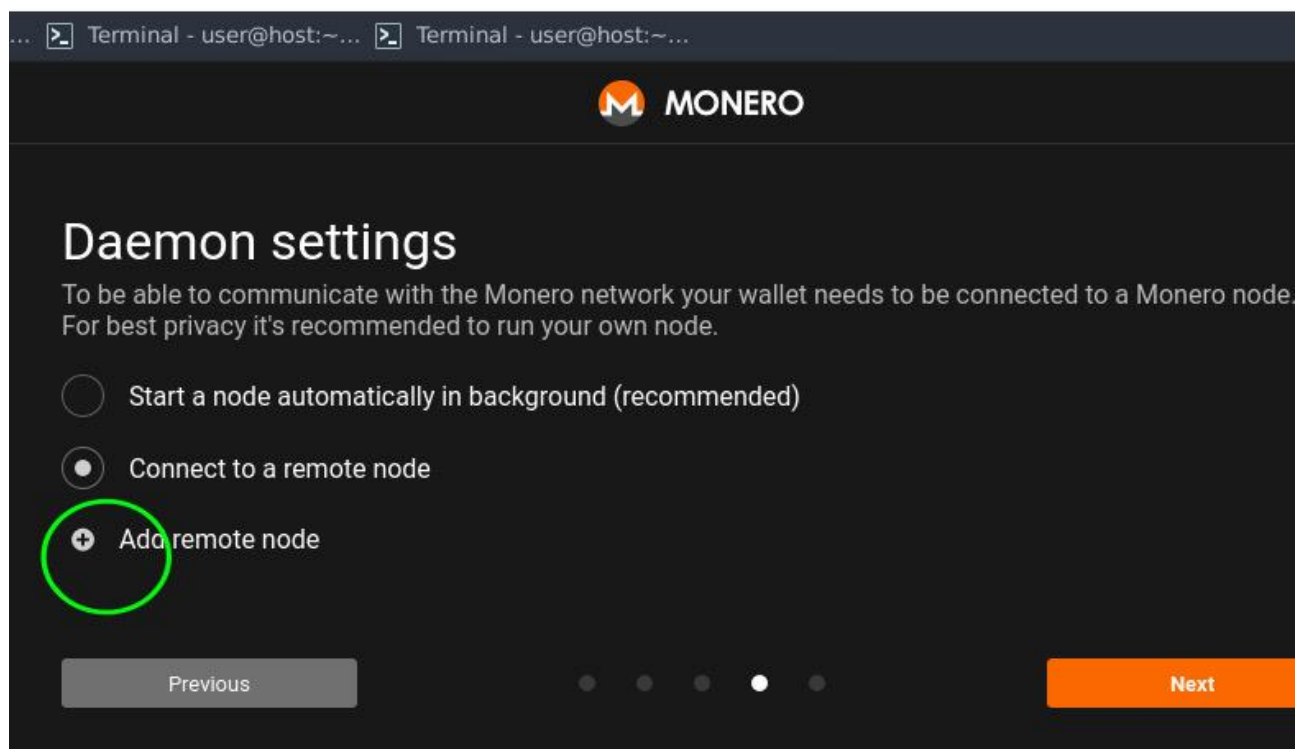 ... Terminal - user@host:~... Terminal - user@host:~...
MONERO
Daemon settings
To be able to communicate with the Monero network your wallet needs to be connected to a Monero node.
For best privacy it's recommended to run your own node.
Start a node automatically in background (recommended)
Connect to a remote node
Add remote node
Previous
Next